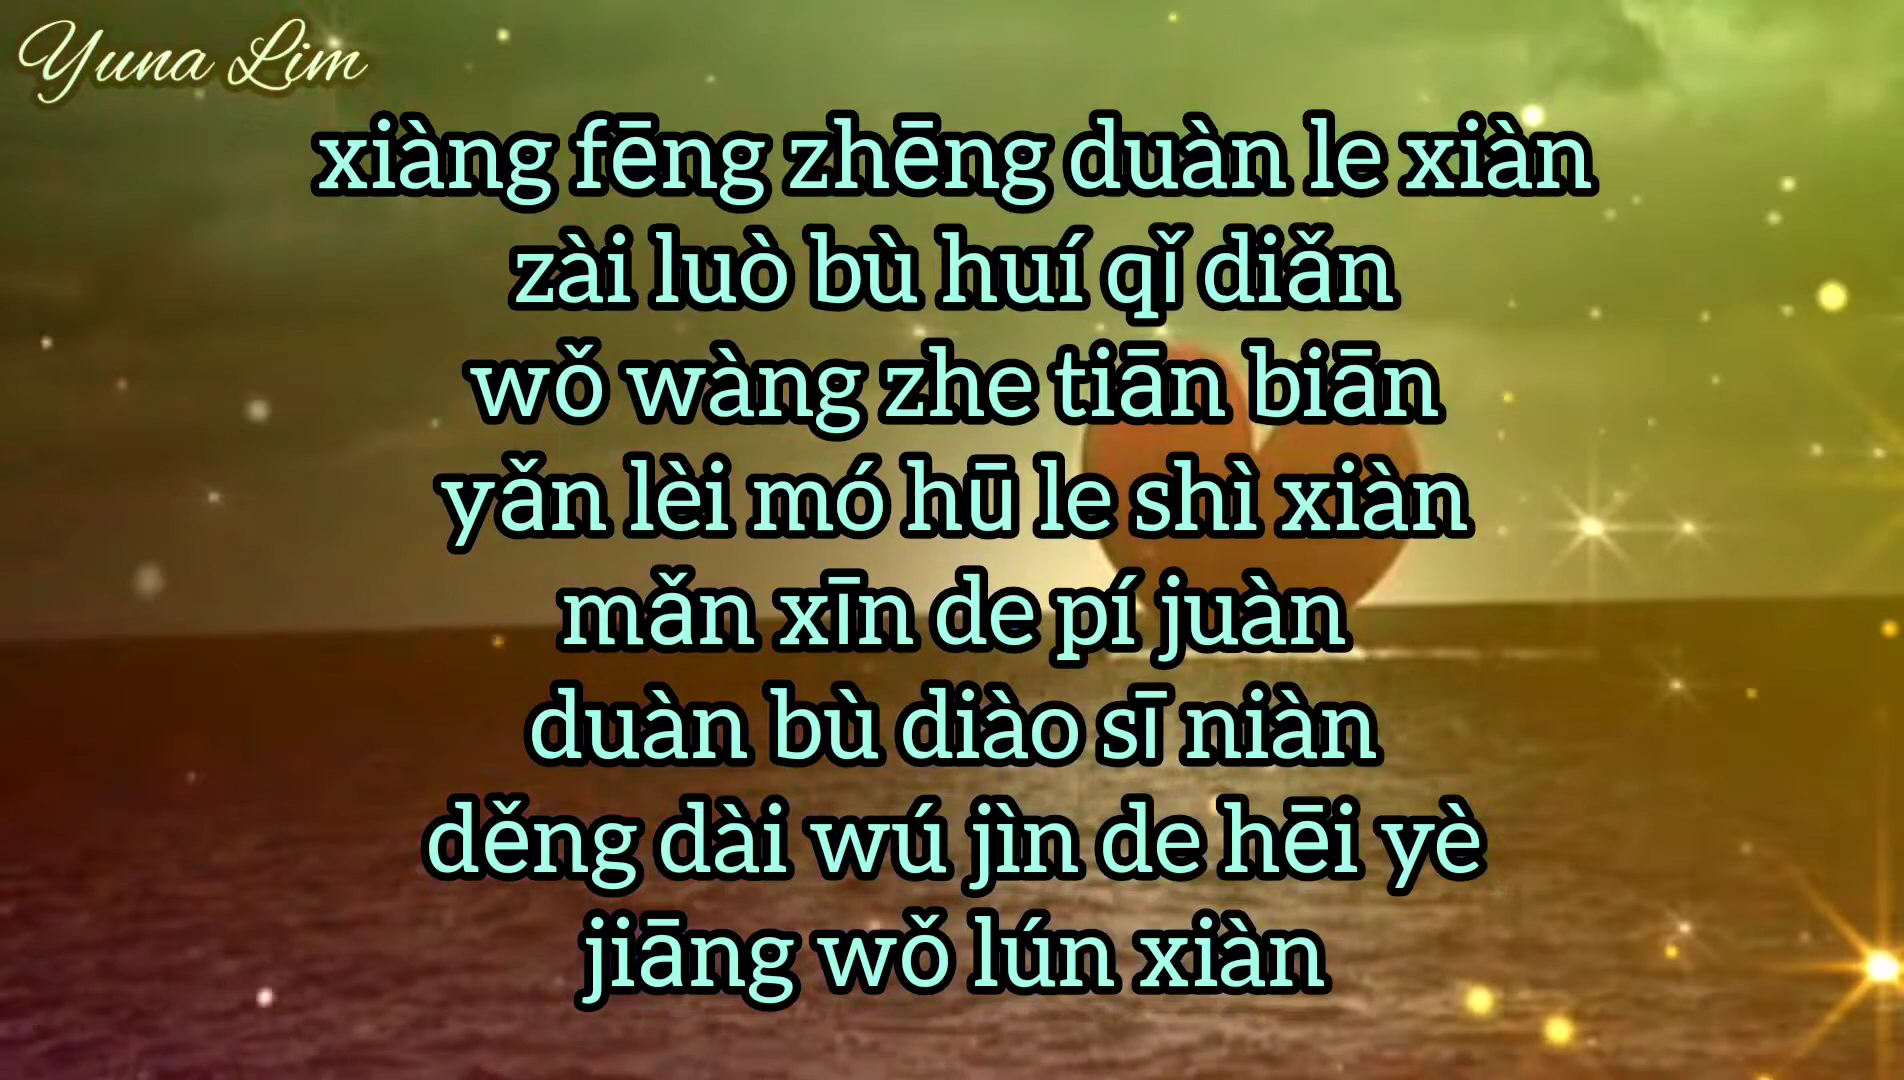 Yuna Lim
xiàng fēng zhēng duàn le xiàn
zài luò bù huí qǐ diǎn
wǒ wàng zhe tiān biān
yǎn lèi mó hū le shì xiàn
mǎn xīn de pí juàn
duàn bù diào sī niàn
děng dài wú jìn de hēi yè
jiāng wǒ lún xiàn